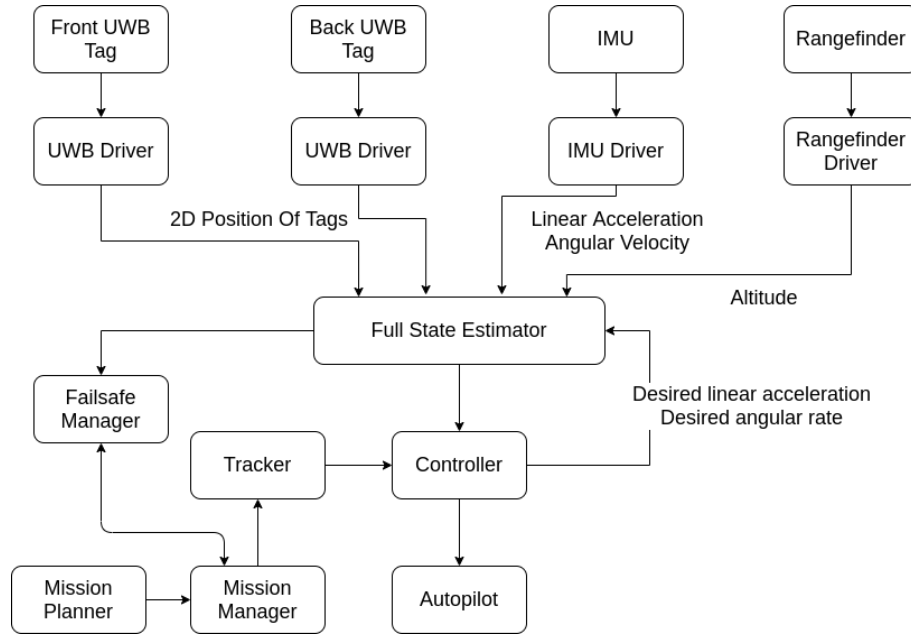 Front UWB
Tag
Back UWB
Tag
IMU
Rangefinder
UWB Driver
UWB Driver
IMU Driver
Rangefinder
Driver
2D Position Of Tags
Linear Acceleration
Angular Velocity
Altitude
Full State Estimator
Failsafe
Manager
Desired linear acceleration
Desired angular rate
Tracker
Controller
Mission
Planner
Mission
Manager
Autopilot